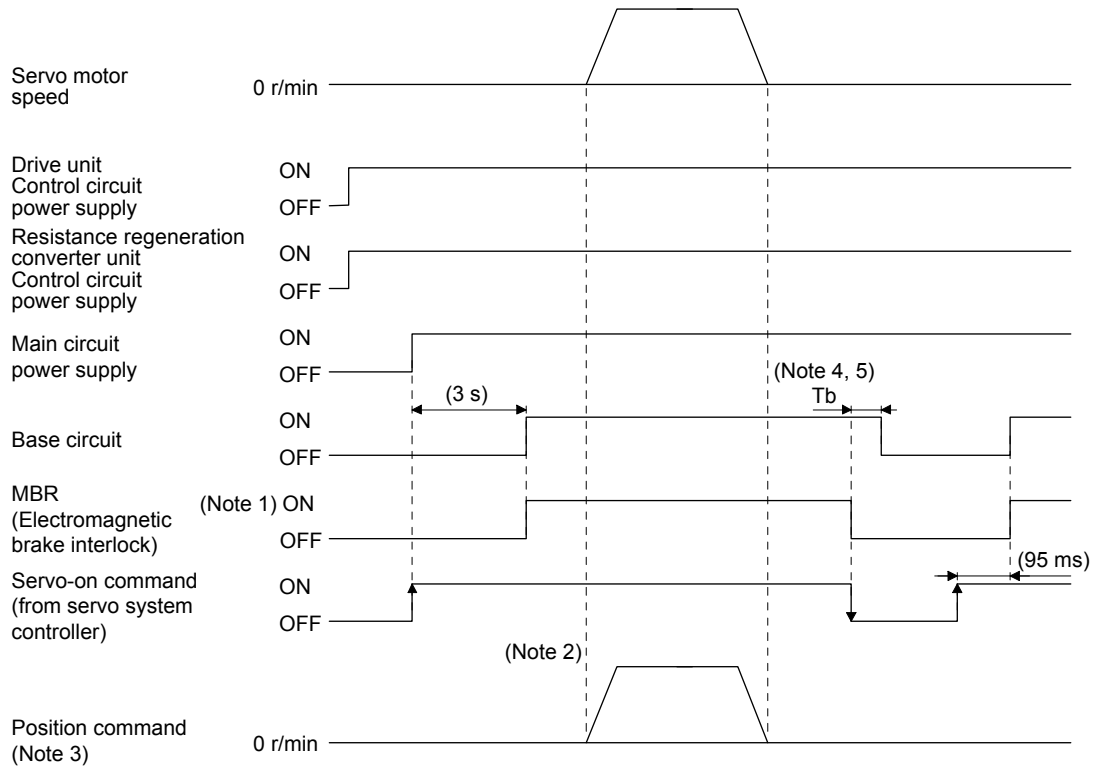 Servo motor
speed
0 r/min
Drive unit
Control circuit
power supply
ON
OFF
Resistance regeneration
converter unit
Control circuit
power supply
ON
OFF
Main circuit
power supply
ON
OFF
(3 s)
(Note 4, 5)
Tb
Base circuit
ON
OFF
MBR
(Electromagnetic
brake interlock)
(Note 1) ON
OFF
(95 ms)
Servo-on command
(from servo system
controller)
ON
OFF
(Note 2)
Position command
(Note 3)
0 r/min